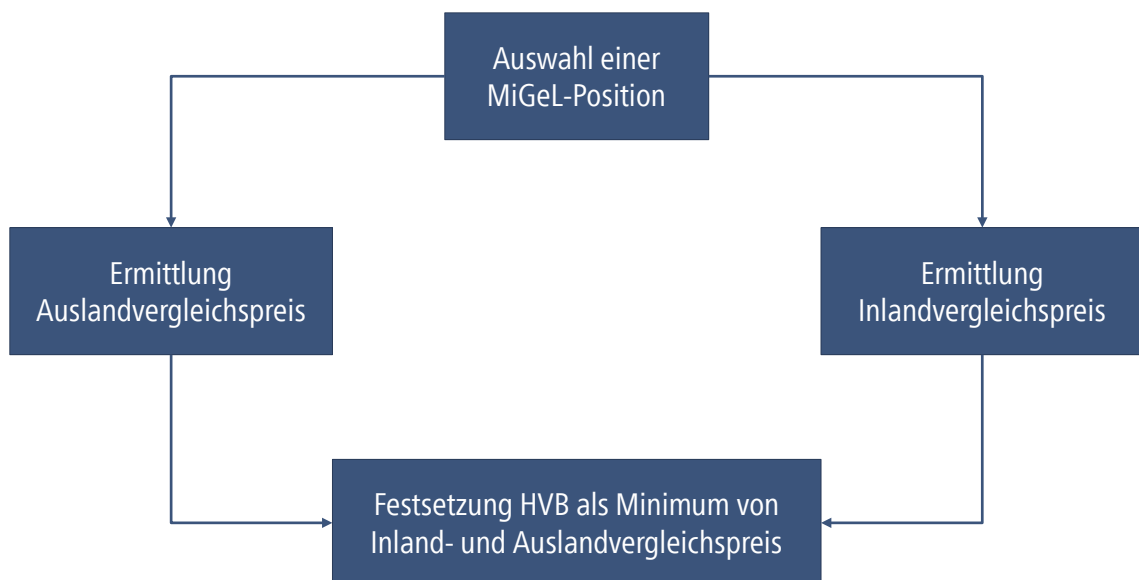 Auswahl einer
MiGeL-Position
Ermittlung
Auslandvergleichspreis
Ermittlung
Inlandvergleichspreis
Festsetzung HVB als Minimum von
Inland- und Auslandvergleichspreis